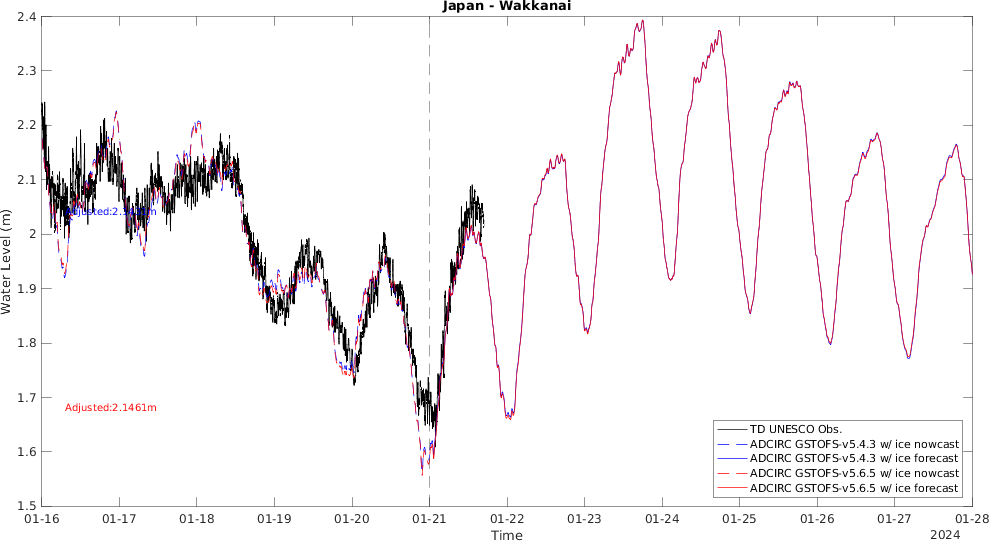 Japan - Wakkanai
2.4
2.3
2.2
2.1
2
1.9
1.8
1.7
1.6
1.5
Water Level (m)
Adjusted:2.1461m
TD UNESCO Obs.
ADCIRC GSTOFS-v5.4.3 w/ ice nowcast
ADCIRC GSTOFS-v5.4.3 w/ ice forecast
ADCIRC GSTOFS-v5.6.5 w/ ice nowcast
ADCIRC GSTOFS-v5.6.5 w/ ice forecast
01-16 01-17 01-18 01-19 01-20 01-21 01-22 01-23 01-24 01-25 01-26 01-27 01-28
Time
2024